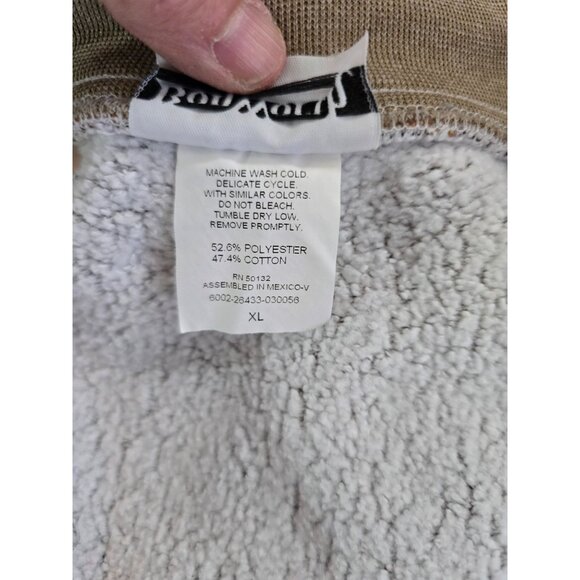 MACHINE WASH COLD.
DELICATE CYCLE.
WITH SIMILAR COLORS.
DO NOT BLEACH.
TUMBLE DRY LOW.
REMOVE PROMPTLY.
52.6% POLYESTER
47.4% COTTON
RN 50132
ASSEMBLED IN MEXICO-V
6002-26433-030056
XL